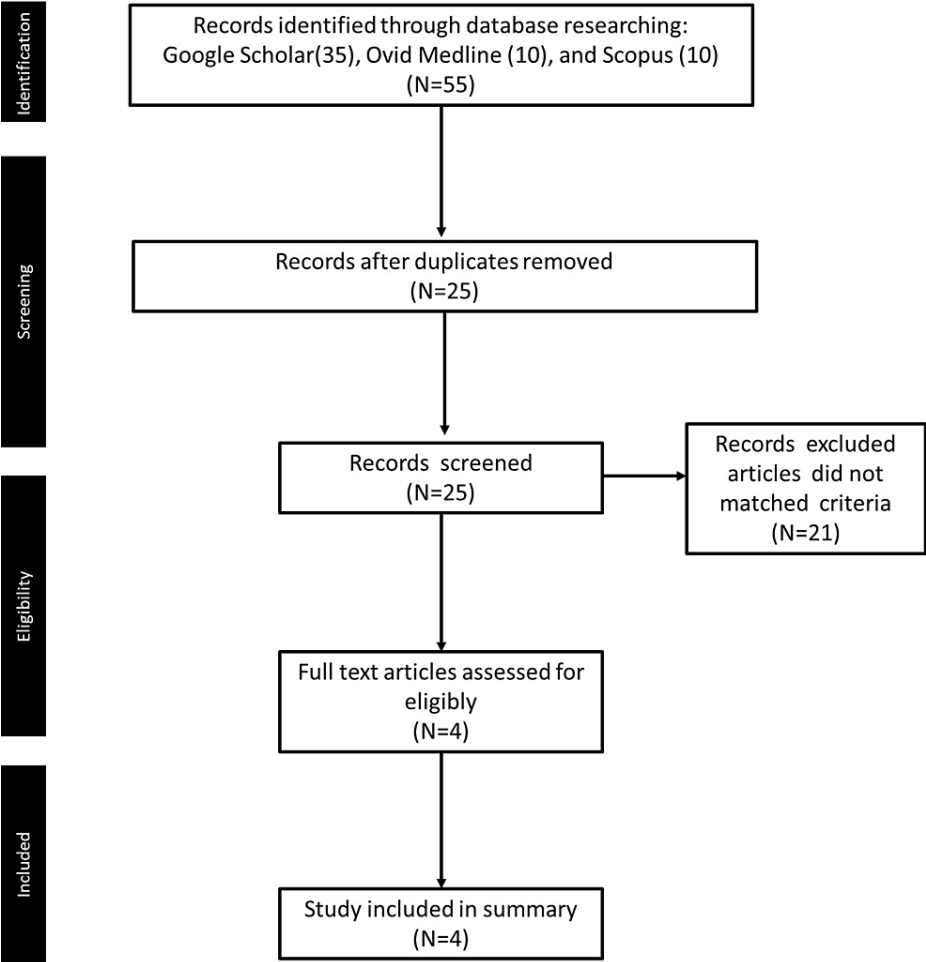 Identification
Records identified through database researching:
Google Scholar(35), Ovid Medline (10), and Scopus (10)
(N=55)
Screening
Records after duplicates removed
(N=25)
Records screened
(N=25)
Records excluded
articles did not
matched criteria
(N=21)
Eligibility
Full text articles assessed for
eligibly
(N=4)
Included
Study included in summary
(N=4)